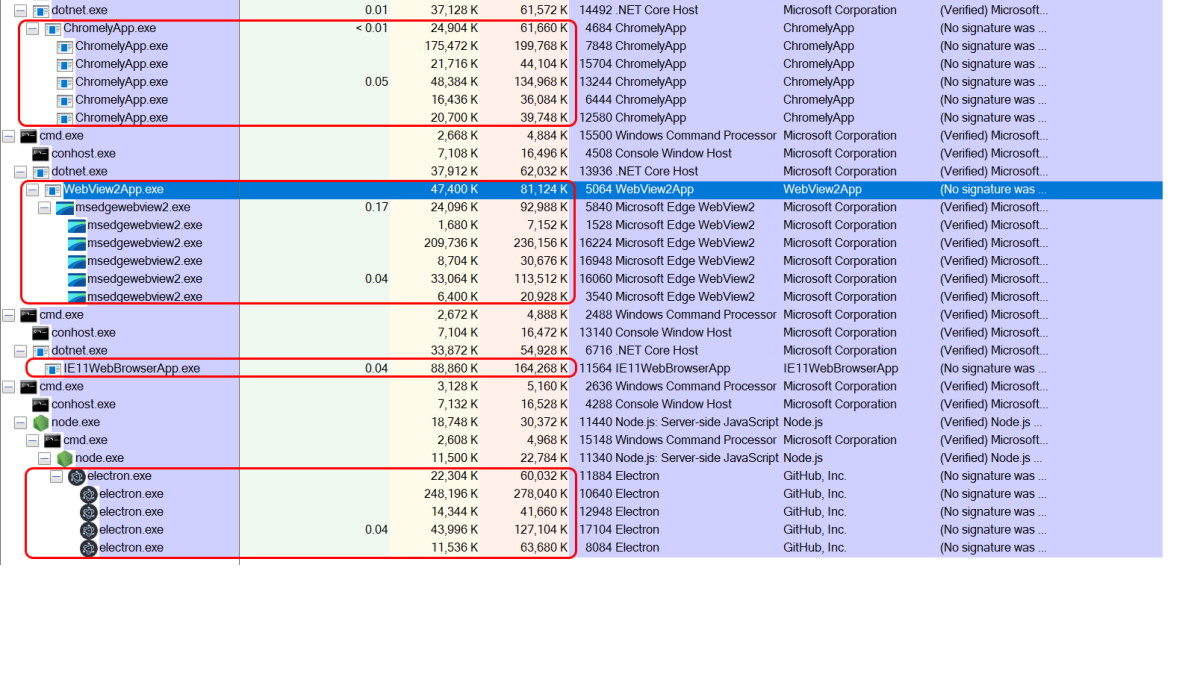 dotnet.exe 0.01 37,128 K 61,572 K 14492 .NET Core Host Microsoft Corporation (Verified) Microsoft...
ChromelyApp.exe < 0.01 24,904 K 61,660 K 4684 ChromelyApp ChromelyApp (No signature was ...
ChromelyApp.exe 175,472 K 199,768 K 7848 ChromelyApp ChromelyApp (No signature was ...
ChromelyApp.exe 21,716 K 44,104 K 15704 ChromelyApp ChromelyApp (No signature was ...
ChromelyApp.exe 0.05 48,384 K 134,968 K 13244 ChromelyApp ChromelyApp (No signature was ...
ChromelyApp.exe 16,436 K 36,084 K 6444 ChromelyApp ChromelyApp (No signature was ...
ChromelyApp.exe 20,700 K 39,748 K 12580 ChromelyApp ChromelyApp (No signature was ...
cmd.exe 2,668 K 4,884 K 15500 Windows Command Processor Microsoft Corporation (Verified) Microsoft...
conhost.exe 7,108 K 16,496 K 4508 Console Window Host Microsoft Corporation (Verified) Microsoft...
dotnet.exe 37,912 K 62,032 K 13936 .NET Core Host Microsoft Corporation (Verified) Microsoft...
WebView2App.exe 47,400 K 81,124 K 5064 WebView2App WebView2App (No signature was ...
msedgewebview2.exe 0.17 24,096 K 92,988 K 5840 Microsoft Edge WebView2 Microsoft Corporation (Verified) Microsoft...
msedgewebview2.exe 1,680 K 7,152 K 1528 Microsoft Edge WebView2 Microsoft Corporation (Verified) Microsoft...
msedgewebview2.exe 209,736 K 236,156 K 16224 Microsoft Edge WebView2 Microsoft Corporation (Verified) Microsoft...
msedgewebview2.exe 8,704 K 30,676 K 16948 Microsoft Edge WebView2 Microsoft Corporation (Verified) Microsoft...
msedgewebview2.exe 0.04 33,064 K 113,512 K 16060 Microsoft Edge WebView2 Microsoft Corporation (Verified) Microsoft...
msedgewebview2.exe 6,400 K 20,928 K 3540 Microsoft Edge WebView2 Microsoft Corporation (Verified) Microsoft...
cmd.exe 2,672 K 4,888 K 2488 Windows Command Processor Microsoft Corporation (Verified) Microsoft...
conhost.exe 7,104 K 16,472 K 13140 Console Window Host Microsoft Corporation (Verified) Microsoft...
dotnet.exe 33,872 K 54,928 K 6716 .NET Core Host Microsoft Corporation (Verified) Microsoft...
IE11WebBrowserApp.exe 0.04 88,860 K 164,268 K 11564 IE11WebBrowserApp IE11WebBrowserApp (No signature was ...
cmd.exe 3,128 K 5,160 K 2636 Windows Command Processor Microsoft Corporation (Verified) Microsoft...
conhost.exe 7,132 K 16,528 K 4288 Console Window Host Microsoft Corporation (Verified) Microsoft...
node.exe 18,748 K 30,372 K 11440 Node.js: Server-side JavaScript Node.js (Verified) Node.js ...
cmd.exe 2,608 K 4,968 K 15148 Windows Command Processor Microsoft Corporation (Verified) Microsoft...
node.exe 11,500 K 22,784 K 11340 Node.js: Server-side JavaScript Node.js (Verified) Node.js ...
electron.exe 22,304 K 60,032 K 11884 Electron GitHub, Inc. (No signature was ...
electron.exe 248,196 K 278,040 K 10640 Electron GitHub, Inc. (No signature was ...
electron.exe 14,344 K 41,660 K 12948 Electron GitHub, Inc. (No signature was ...
electron.exe 0.04 43,996 K 127,104 K 17104 Electron GitHub, Inc. (No signature was ...
electron.exe 11,536 K 63,680 K 8084 Electron GitHub, Inc. (No signature was ...